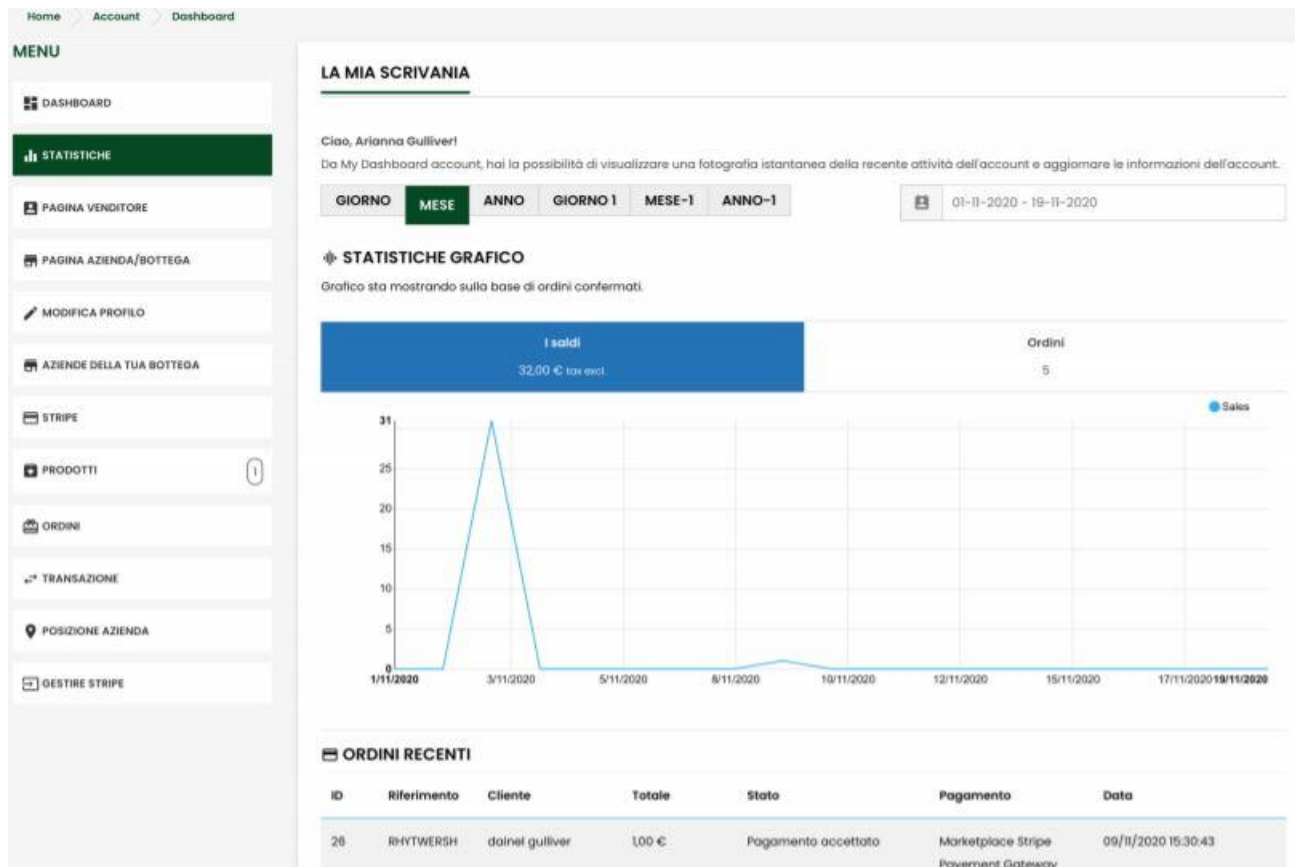 Home Account Dashboard
MENU
DASHBOARD
STATISTICHE
PAGINA VENDITORE
PAGINA AZIENDA/BOTTEGA
MODIFICA PROFILO
AZIENDE DELLA TUA BOTTEGA
STRIPE
PRODOTTI 1
ORDINI
TRANSAZIONE
POSIZIONE AZIENDA
GESTIRE STRIPE
LA MIA SCRIVANIA
Ciao, Arianna Gulliver!
Da My Dashboard account, hai la possibilità di visualizzare una fotografia istantanea della recente attività dell'account e aggiornare le informazioni dell'account.
GIORNO MESE ANNO GIORNO 1 MESE-1 ANNO-1 01-11-2020 - 19-11-2020
STATISTICHE GRAFICO
Grafico sta mostrando sulla base di ordini confermati.
I saldi Ordini
32,00 € tax excl. 5
Sales
31
25
20
15
10
5
0
1/11/2020 3/11/2020 5/11/2020 8/11/2020 10/11/2020 12/11/2020 15/11/2020 17/11/2020 19/11/2020
ORDINI RECENTI
ID Riferimento Cliente Totale Stato Pagamento Data
26 RHYTWERSH dainel gulliver 1,00 € Pagamento accettato Marketplace Stripe 09/11/2020 15:30:43
Payement Gateway